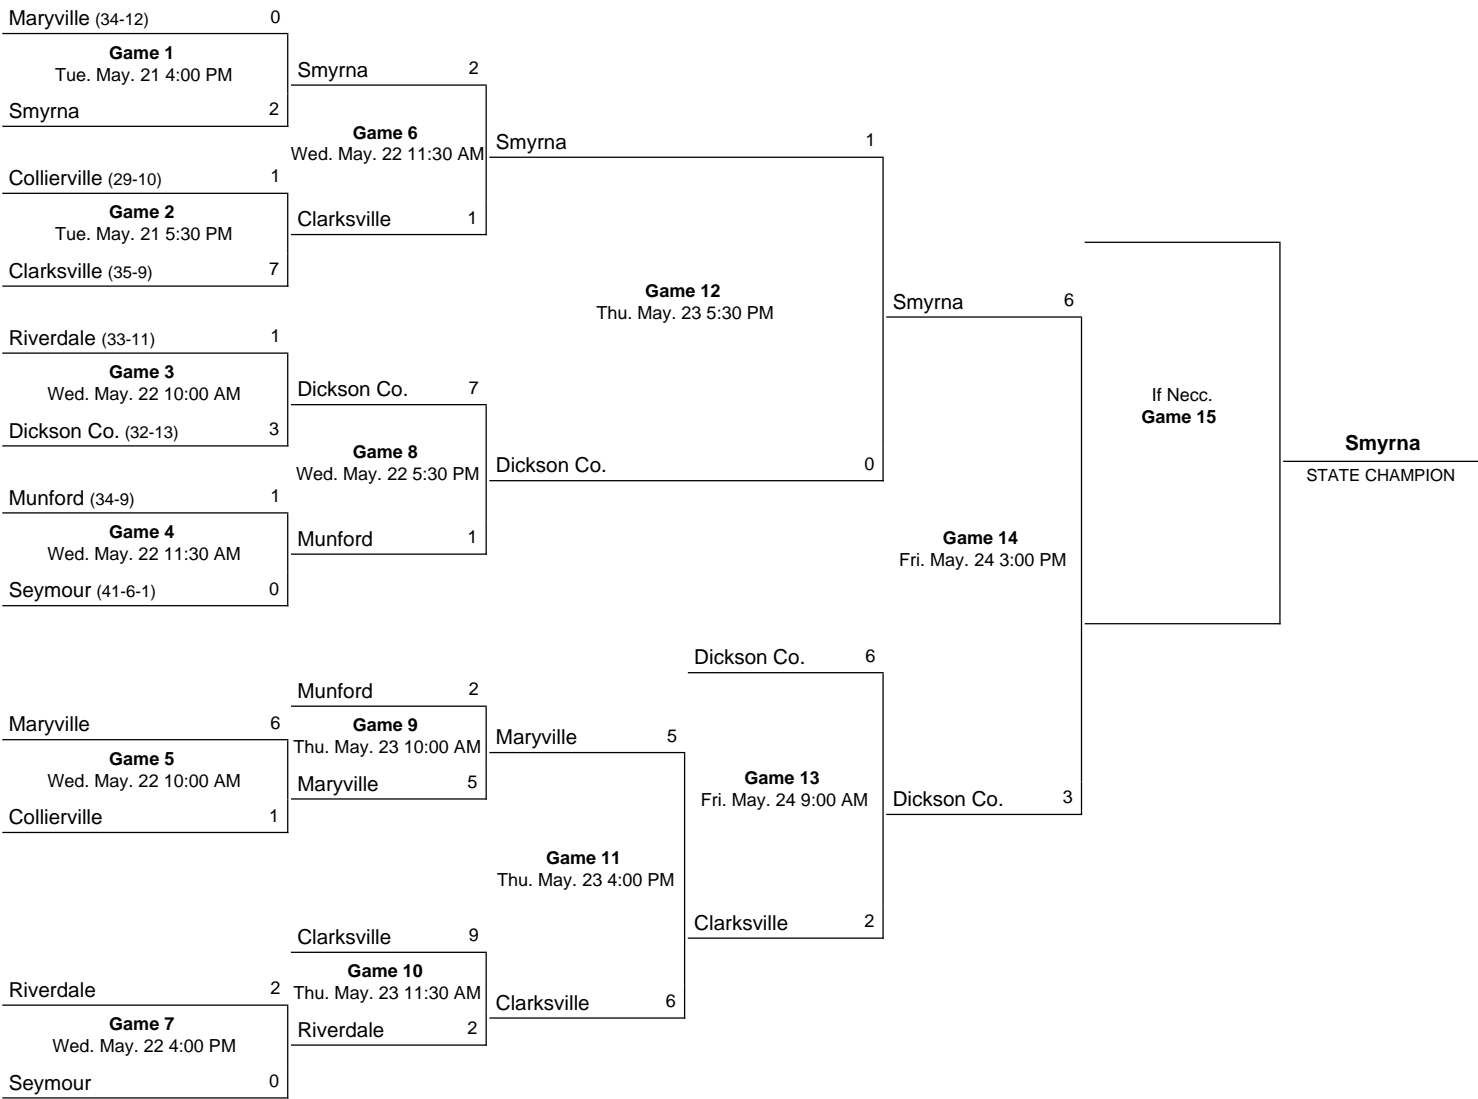 Maryville (34-12) 0
Game 1
Tue. May. 21 4:00 PM
Smyrna 2
Collierville (29-10) 1
Game 2
Tue. May. 21 5:30 PM
Clarksville (35-9) 7
Riverdale (33-11) 1
Game 3
Wed. May. 22 10:00 AM
Dickson Co. (32-13) 3
Munford (34-9) 1
Game 4
Wed. May. 22 11:30 AM
Seymour (41-6-1) 0
Maryville 6
Game 5
Wed. May. 22 10:00 AM
Collierville 1
Riverdale 2
Game 7
Wed. May. 22 4:00 PM
Seymour 0
Smyrna 2
Game 6
Wed. May. 22 11:30 AM
Clarksville 1
Dickson Co. 7
Game 8
Wed. May. 22 5:30 PM
Munford 1
Munford 2
Game 9
Thu. May. 23 10:00 AM
Maryville 5
Clarksville 9
Game 10
Thu. May. 23 11:30 AM
Riverdale 2
Smyrna 1
Game 12
Thu. May. 23 5:30 PM
Dickson Co. 0
Maryville 5
Game 11
Thu. May. 23 4:00 PM
Clarksville 6
Dickson Co. 6
Game 13
Fri. May. 24 9:00 AM
Clarksville 2
Smyrna 6
Game 14
Fri. May. 24 3:00 PM
Dickson Co. 3
If Necc.
Game 15
Smyrna
STATE CHAMPION